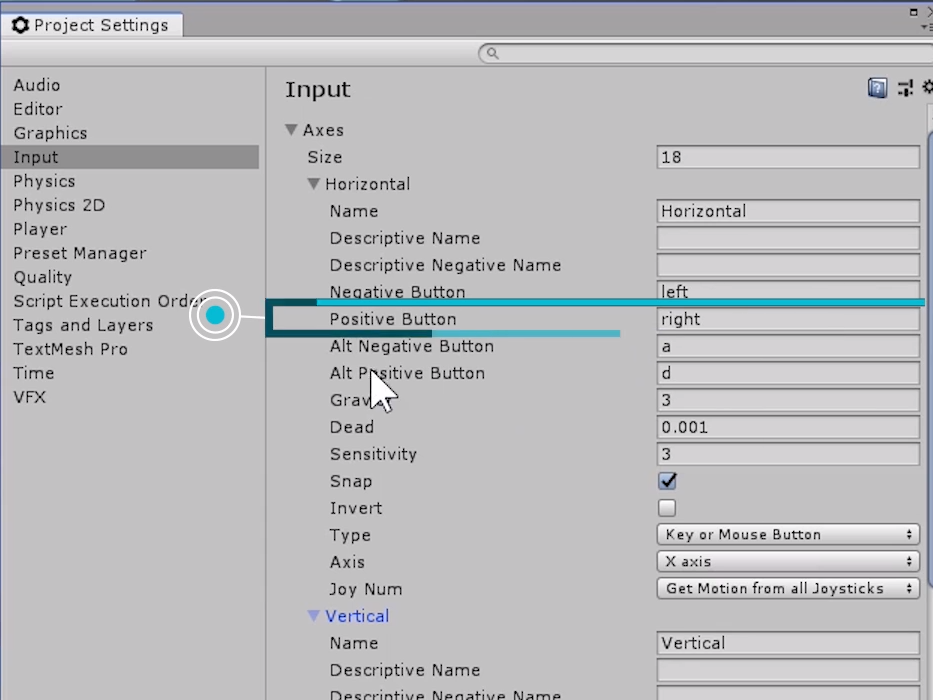 Project Settings
Audio
Editor
Graphics
Input
Physics
Physics 2D
Player
Preset Manager
Quality
Script Execution Order
Tags and Layers
TextMesh Pro
Time
VFX
Input
Axes
Size 18
Horizontal
Name Horizontal
Descriptive Name
Descriptive Negative Name
Negative Button left
Positive Button right
Alt Negative Button a
Alt Positive Button d
Gravity 3
Dead 0.001
Sensitivity 3
Snap
Invert
Type Key or Mouse Button
Axis X axis
Joy Num Get Motion from all Joysticks
Vertical
Name Vertical
Descriptive Name
Descriptive Negative Name